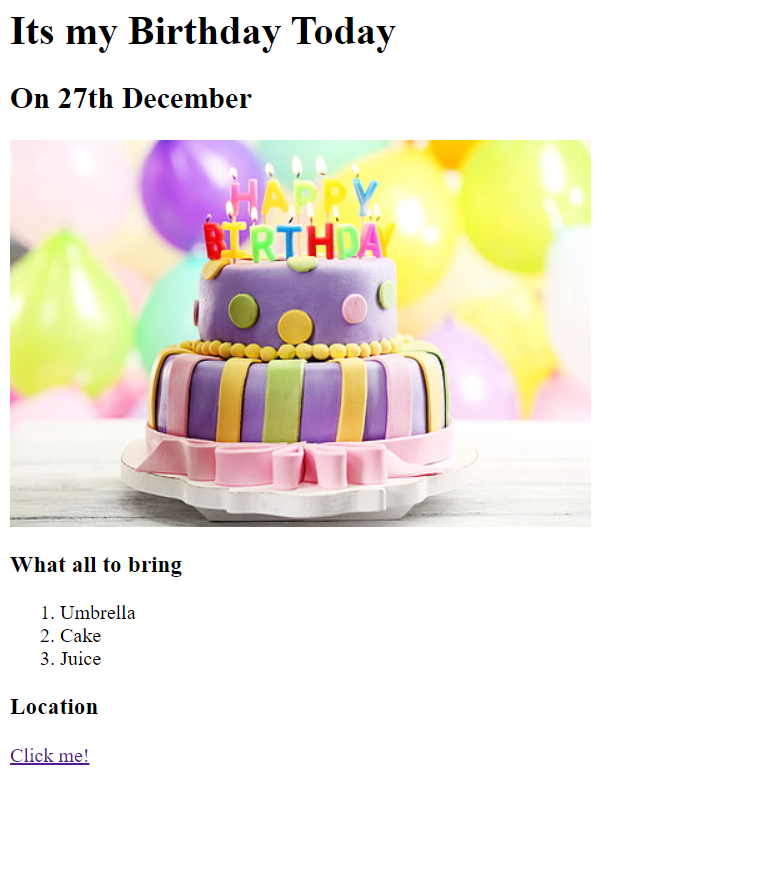 Its my Birthday Today
On 27th December
HAPPY
BIRTHDAY
What all to bring
1. Umbrella
2. Cake
3. Juice
Location
Click me!